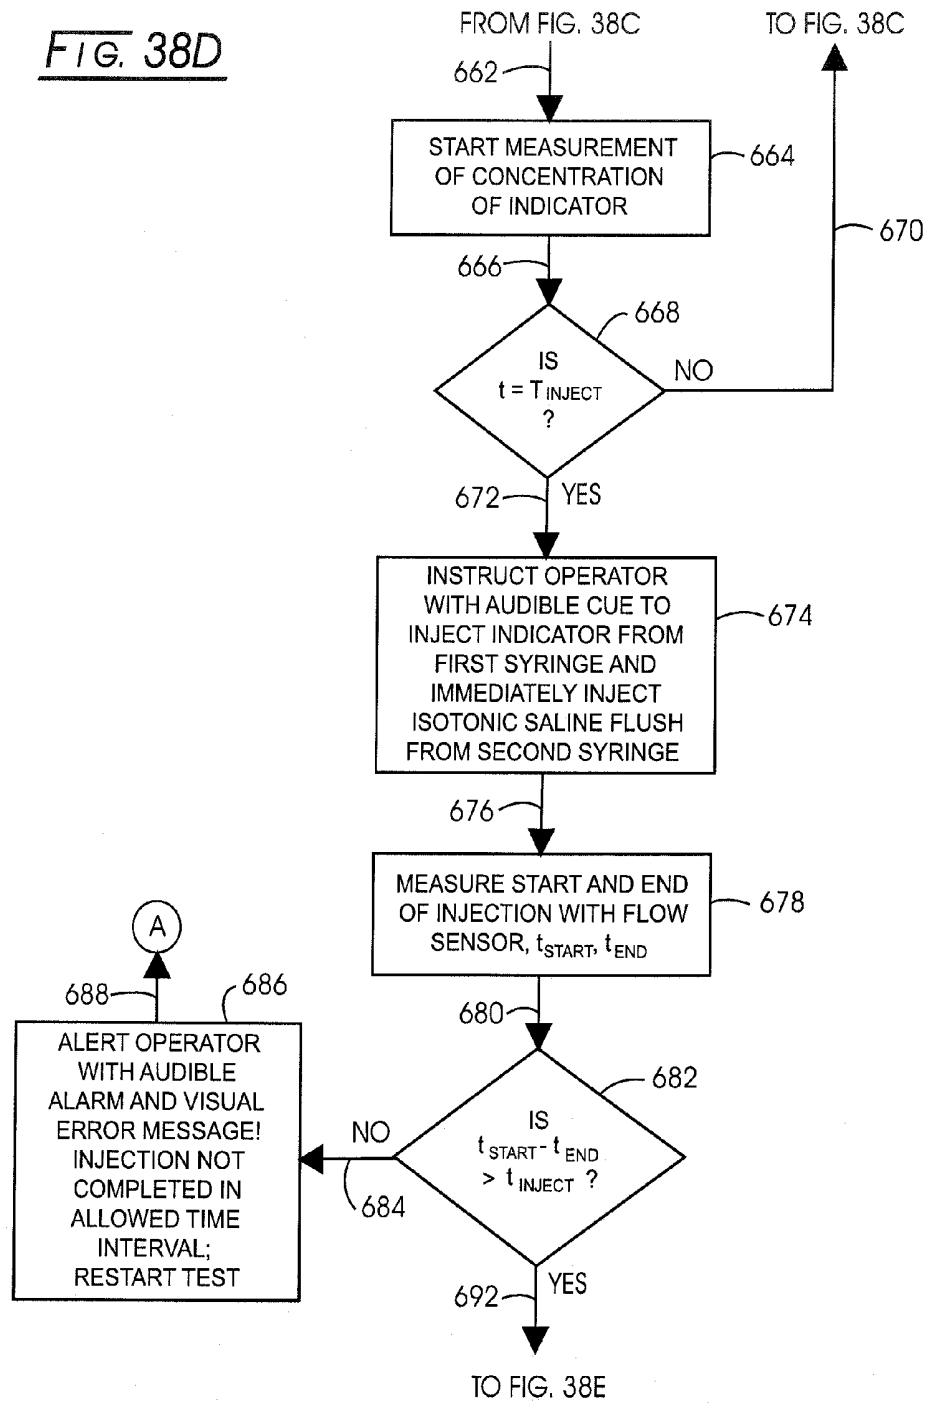 FIG. 38D
FROM FIG. 38C
TO FIG. 38C
662
START MEASUREMENT
OF CONCENTRATION
OF INDICATOR
664
670
666
668
IS
t = T INJECT
?
NO
672
YES
INSTRUCT OPERATOR
WITH AUDIBLE CUE TO
INJECT INDICATOR FROM
FIRST SYRINGE AND
IMMEDIATELY INJECT
ISOTONIC SALINE FLUSH
FROM SECOND SYRINGE
674
676
MEASURE START AND END
OF INJECTION WITH FLOW
SENSOR, tSTART, tEND
678
A
688
686
680
ALERT OPERATOR
WITH AUDIBLE
ALARM AND VISUAL
ERROR MESSAGE!
INJECTION NOT
COMPLETED IN
ALLOWED TIME
INTERVAL;
RESTART TEST
682
IS
t START - t END
> t INJECT ?
NO
684
692
YES
TO FIG. 38E